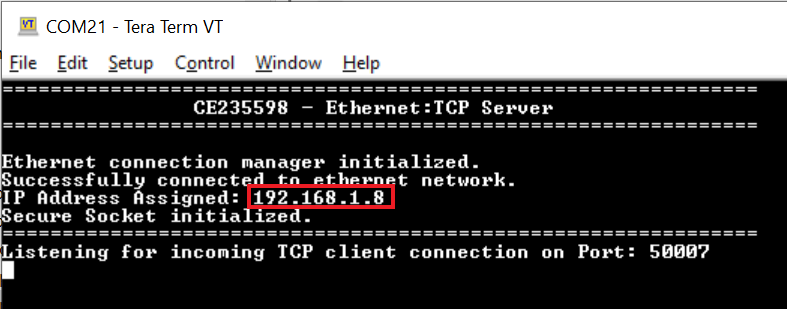 COM21 - Tera Term VT
File Edit Setup Control Window Help
===============================================================
CE235598 - Ethernet:TCP Server
===============================================================
Ethernet connection manager initialized.
Successfully connected to ethernet network.
IP Address Assigned: 192.168.1.8
Secure Socket initialized.
===============================================================
Listening for incoming TCP client connection on Port: 50007